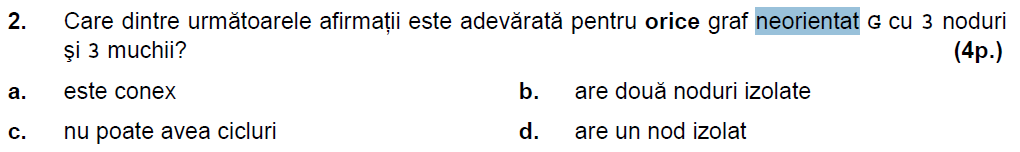 2. Care dintre următoarele afirmații este adevărată pentru orice graf neorientat G cu 3 noduri
şi 3 muchii? (4p.)
a. este conex b. are două noduri izolate
c. nu poate avea cicluri d. are un nod izolat